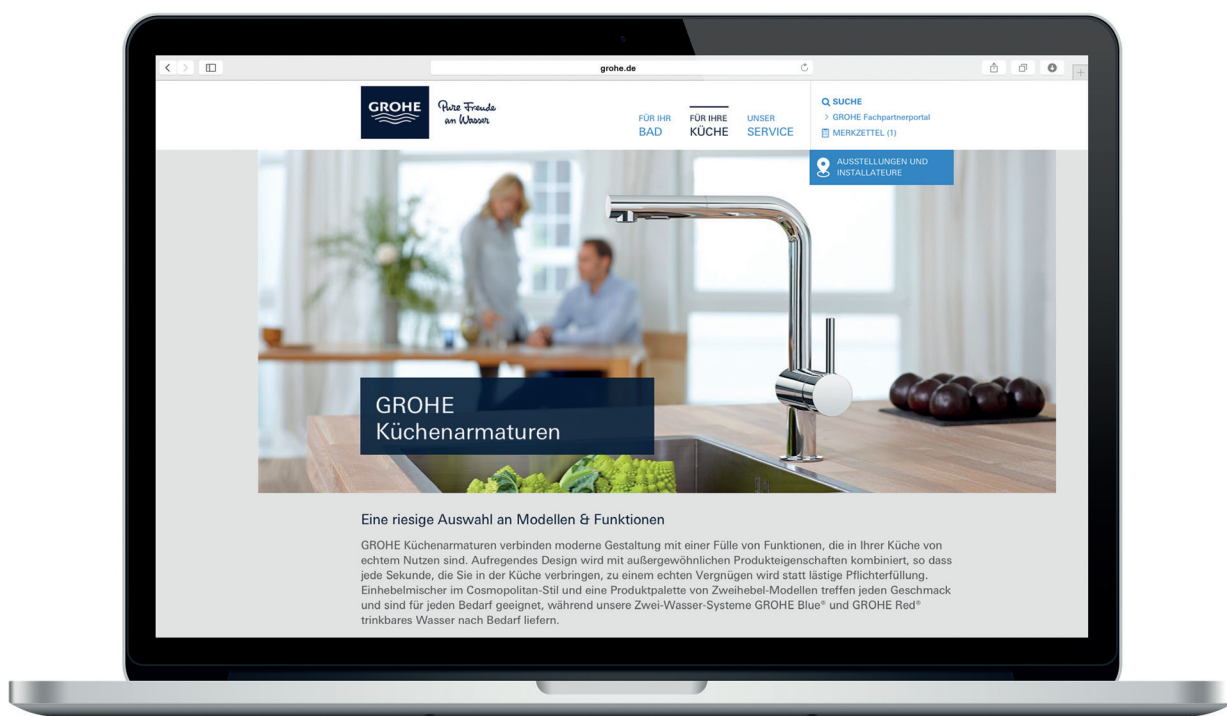 grohe.de
GROHE
Pure Freude
an Wasser
FÜR IHR
BAD
FÜR IHRE
KÜCHE
UNSER
SERVICE
SUCHE
> GROHE Fachpartnerportal
MERKZETTEL (1)
AUSSTELLUNGEN UND
INSTALLATEURE
GROHE
Küchenarmaturen
Eine riesige Auswahl an Modellen & Funktionen
GROHE Küchenarmaturen verbinden moderne Gestaltung mit einer Fülle von Funktionen, die in Ihrer Küche von
echtem Nutzen sind. Aufregendes Design wird mit außergewöhnlichen Produkteigenschaften kombiniert, so dass
jede Sekunde, die Sie in der Küche verbringen, zu einem echten Vergnügen wird statt lästige Pflichterfüllung.
Einhebelmischer im Cosmopolitan-Stil und eine Produktpalette von Zweihebel-Modellen treffen jeden Geschmack
und sind für jeden Bedarf geeignet, während unsere Zwei-Wasser-Systeme GROHE Blue® und GROHE Red®
trinkbares Wasser nach Bedarf liefern.